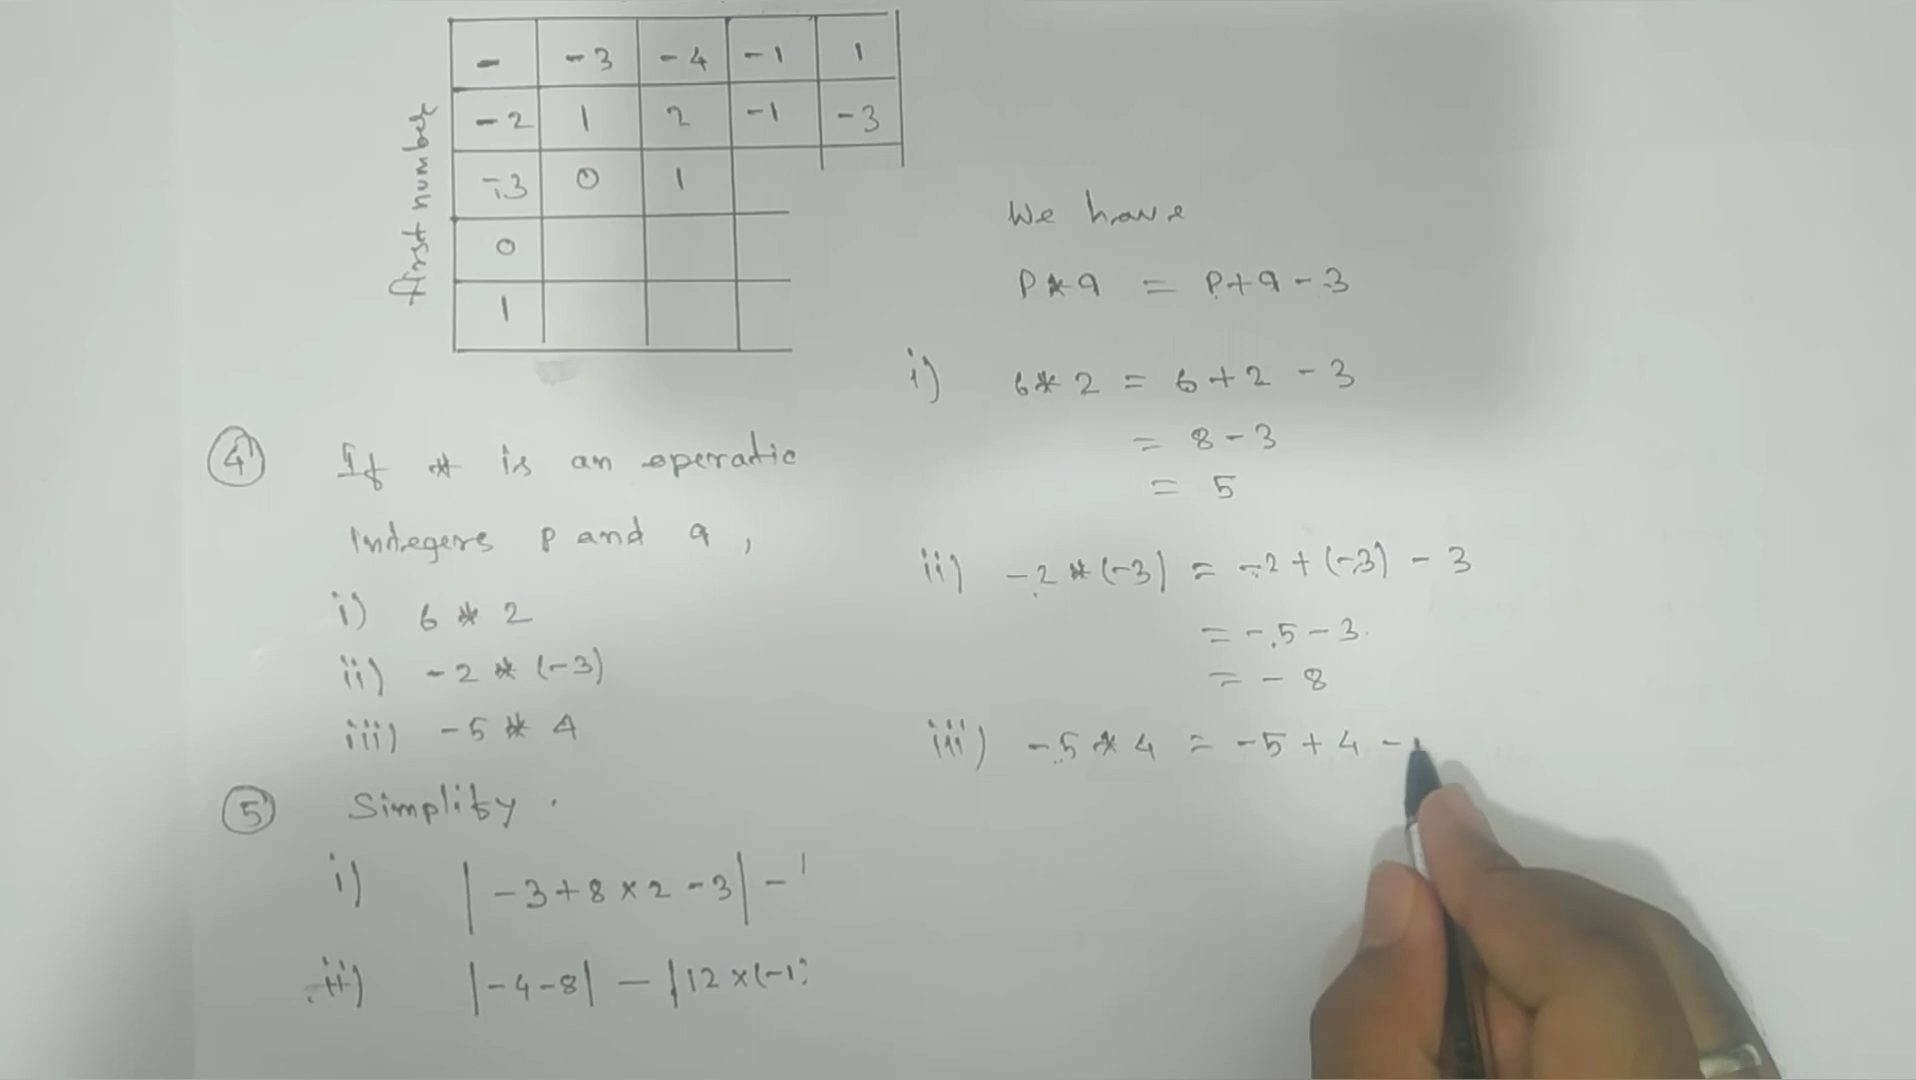 - -3 -4 -1 1
-2 1 2 -1 -3
-3 0 1
0
1
first number
④ If * is an operatio
integers p and q,
i) 6 * 2
ii) -2 * (-3)
iii) -5 * 4
⑤ Simplify.
i) |-3+8×2-3| -
ii) |-4-8| - |12×(-1)
We have
p*q = p+q-3
i) 6*2 = 6+2-3
= 8-3
= 5
ii) -2*(-3) = -2+(-3)-3
= -5-3
= -8
iii) -5*4 = -5+4-